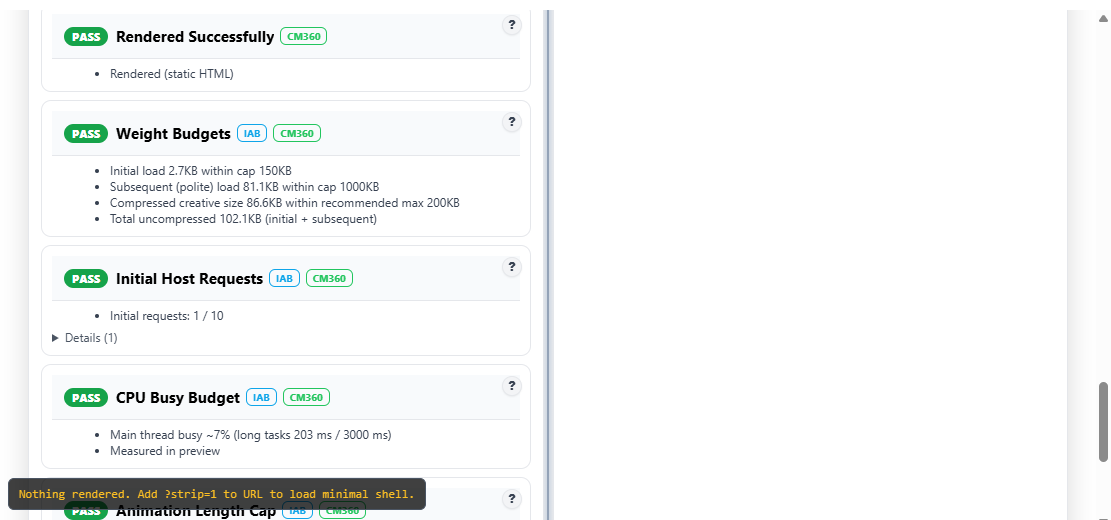 PASS Rendered Successfully CM360 ?
• Rendered (static HTML)
PASS Weight Budgets IAB CM360 ?
• Initial load 2.7KB within cap 150KB
• Subsequent (polite) load 81.1KB within cap 1000KB
• Compressed creative size 86.6KB within recommended max 200KB
• Total uncompressed 102.1KB (initial + subsequent)
PASS Initial Host Requests IAB CM360 ?
• Initial requests: 1 / 10
▶ Details (1)
PASS CPU Busy Budget IAB CM360 ?
• Main thread busy ~7% (long tasks 203 ms / 3000 ms)
• Measured in preview
Nothing rendered. Add ?strip=1 to URL to load minimal shell.
PASS Animation Length Cap IAB CM360 ?